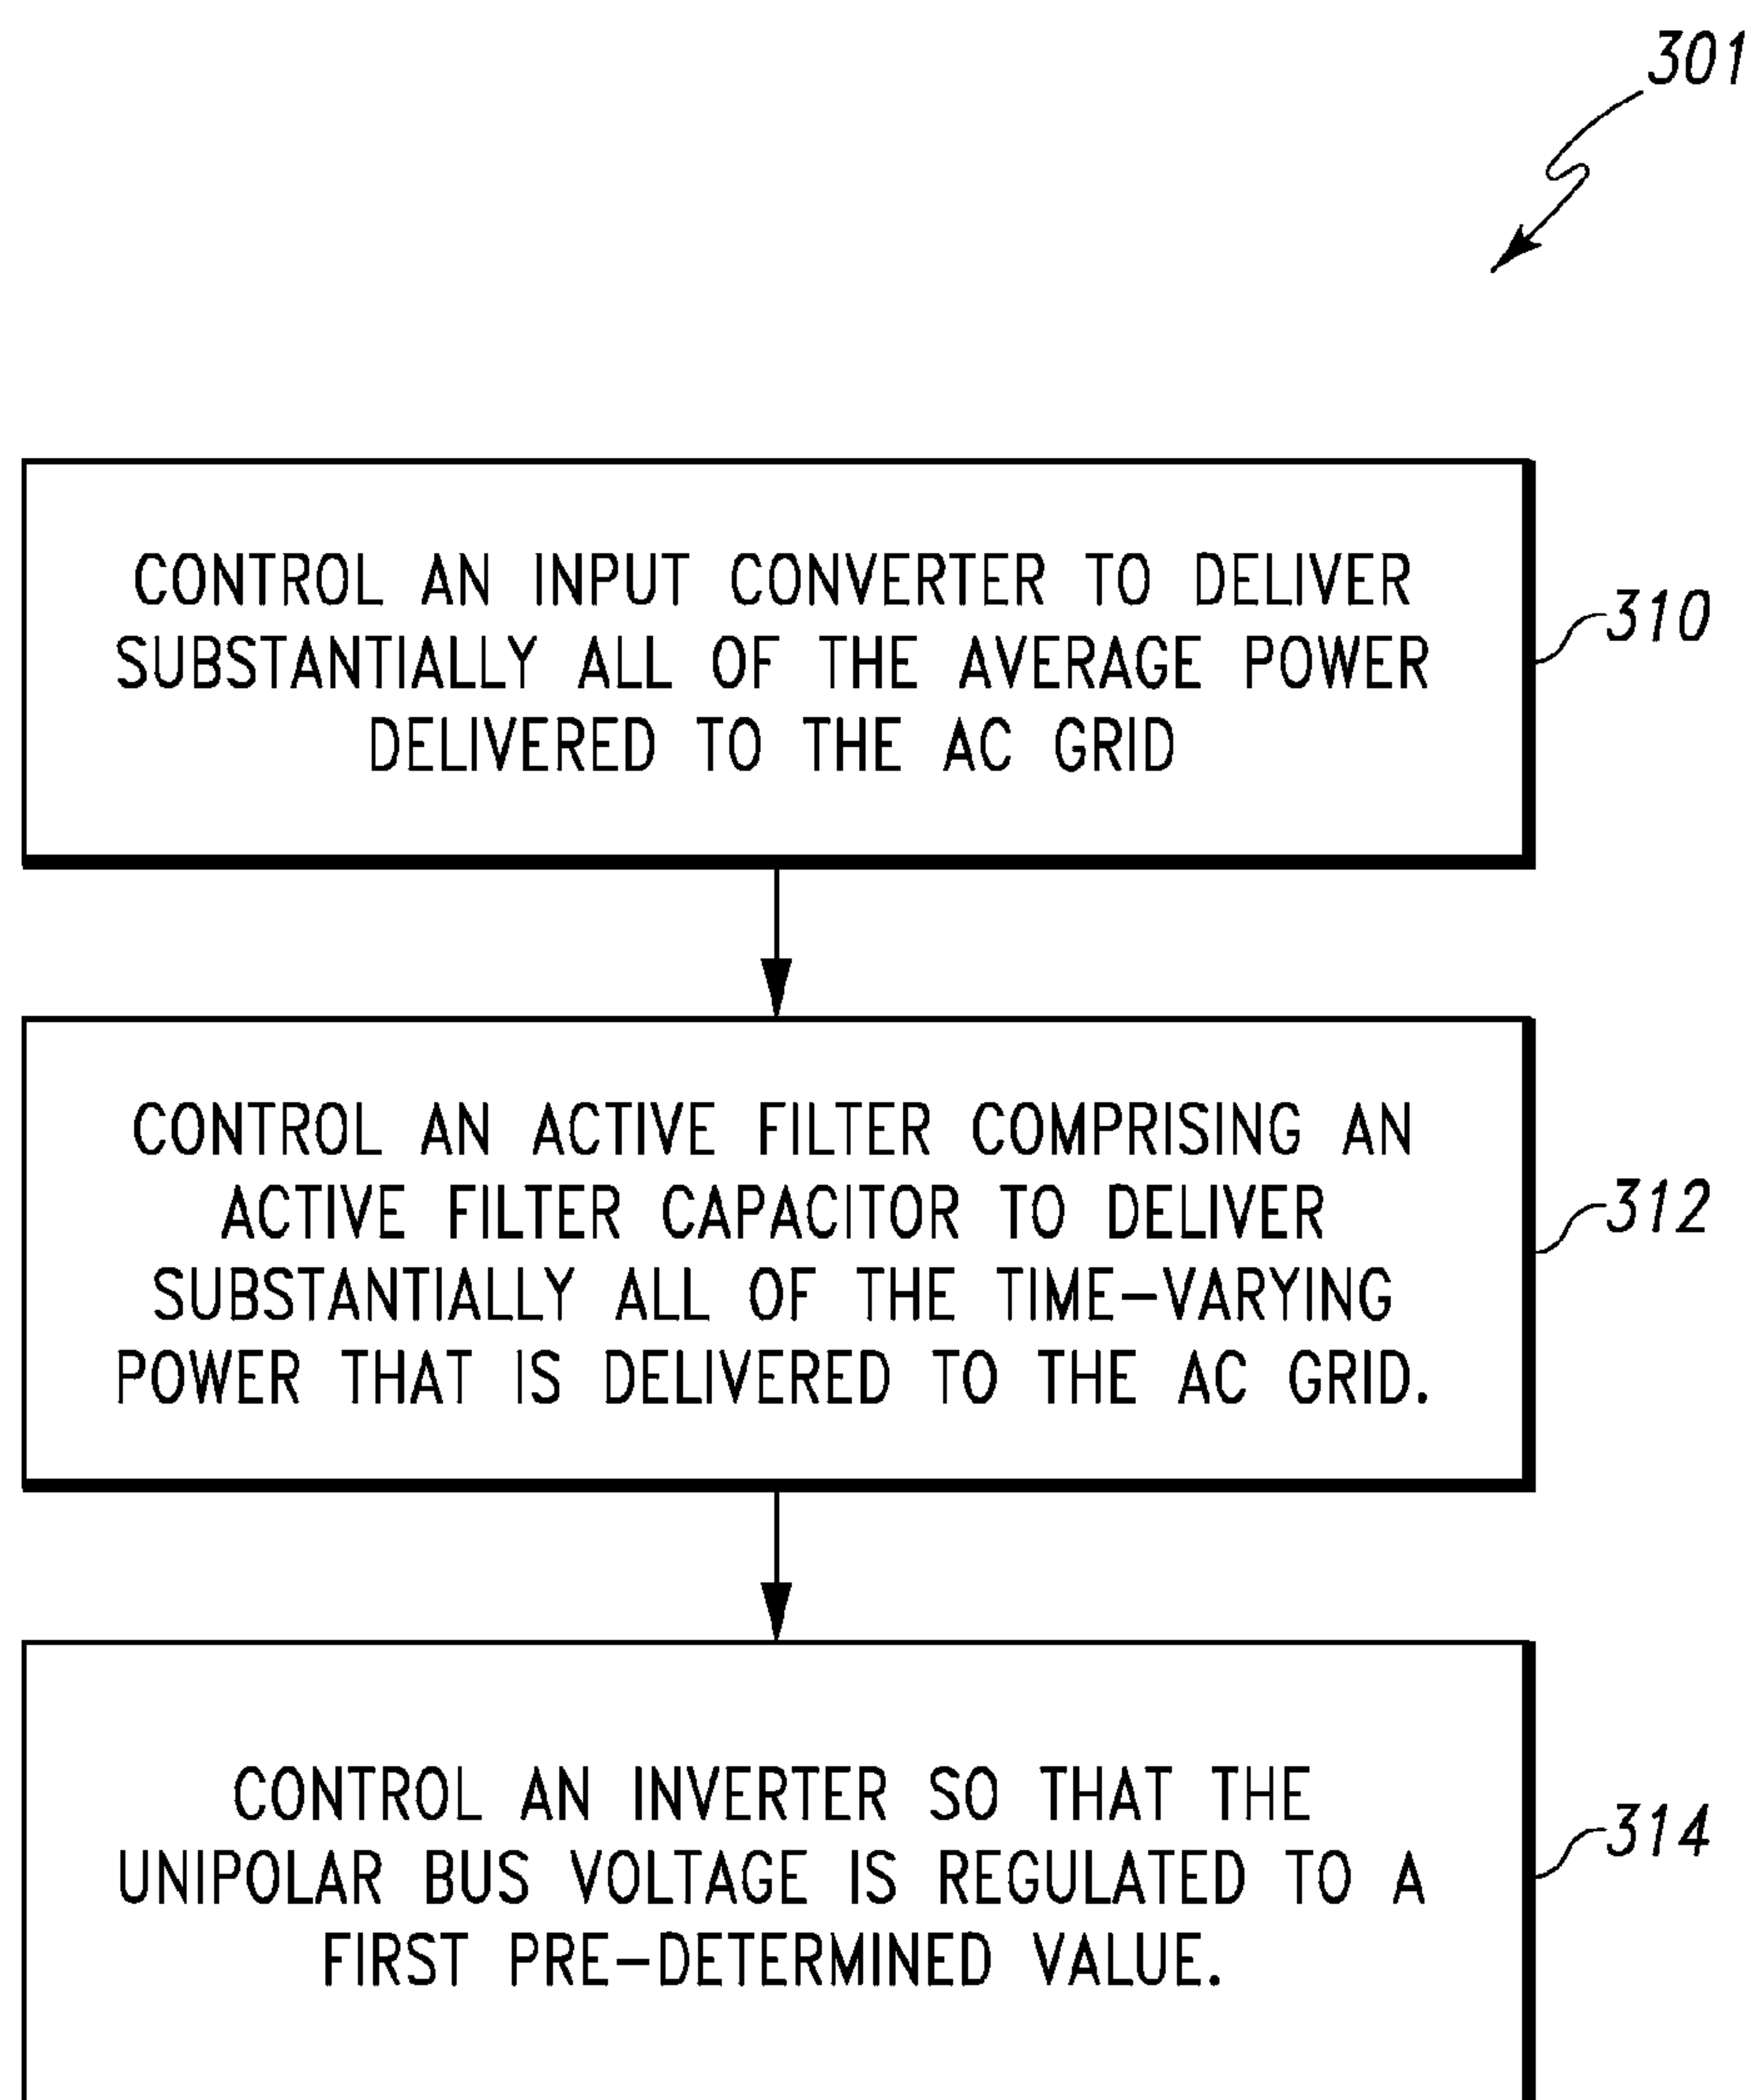 301
CONTROL AN INPUT CONVERTER TO DELIVER
SUBSTANTIALLY ALL OF THE AVERAGE POWER
DELIVERED TO THE AC GRID
310
CONTROL AN ACTIVE FILTER COMPRISING AN
ACTIVE FILTER CAPACITOR TO DELIVER
SUBSTANTIALLY ALL OF THE TIME-VARYING
POWER THAT IS DELIVERED TO THE AC GRID.
312
CONTROL AN INVERTER SO THAT THE
UNIPOLAR BUS VOLTAGE IS REGULATED TO A
FIRST PRE-DETERMINED VALUE.
314